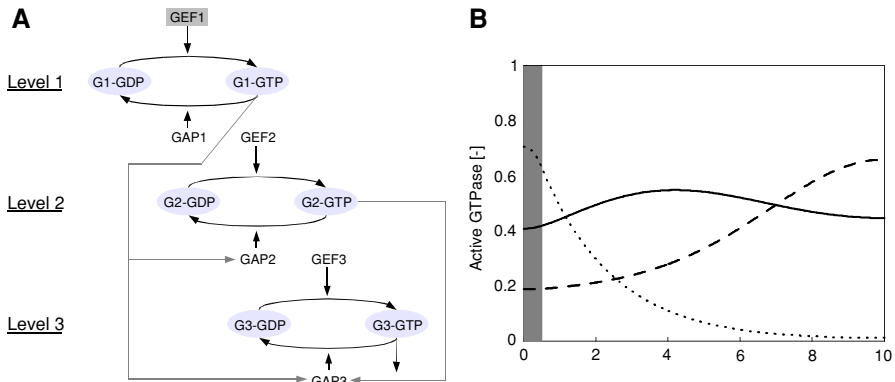 A
GEF1
Level 1
G1-GDP
G1-GTP
GAP1
GEF2
Level 2
G2-GDP
G2-GTP
GAP2
GEF3
Level 3
G3-GDP
G3-GTP
GAP3
B
Active GTPase [-]
1
0.8
0.6
0.4
0.2
0
0 2 4 6 8 10